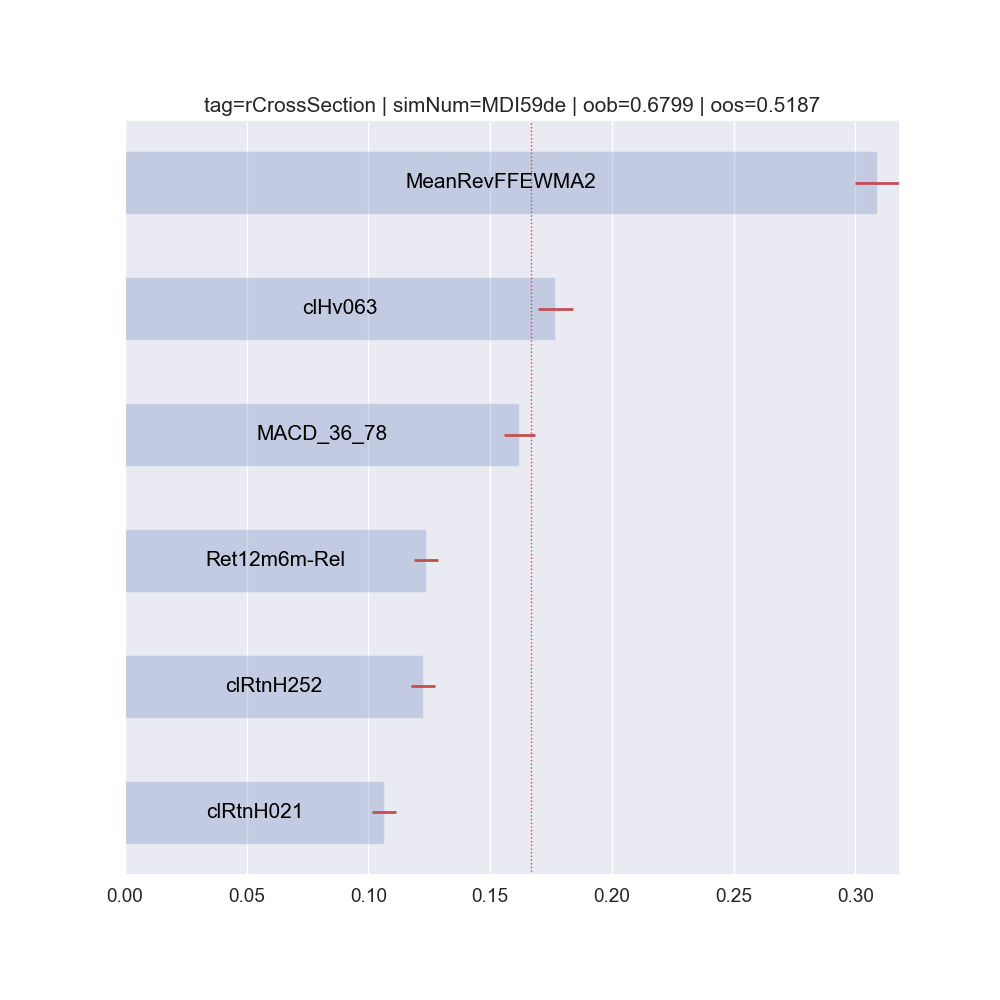 tag=rCrossSection | simNum=MDI59de | oob=0.6799 | oos=0.5187
MeanRevFFEWMA2
clHv063
MACD_36_78
Ret12m6m-Rel
clRtnH252
clRtnH021
0.00 0.05 0.10 0.15 0.20 0.25 0.30